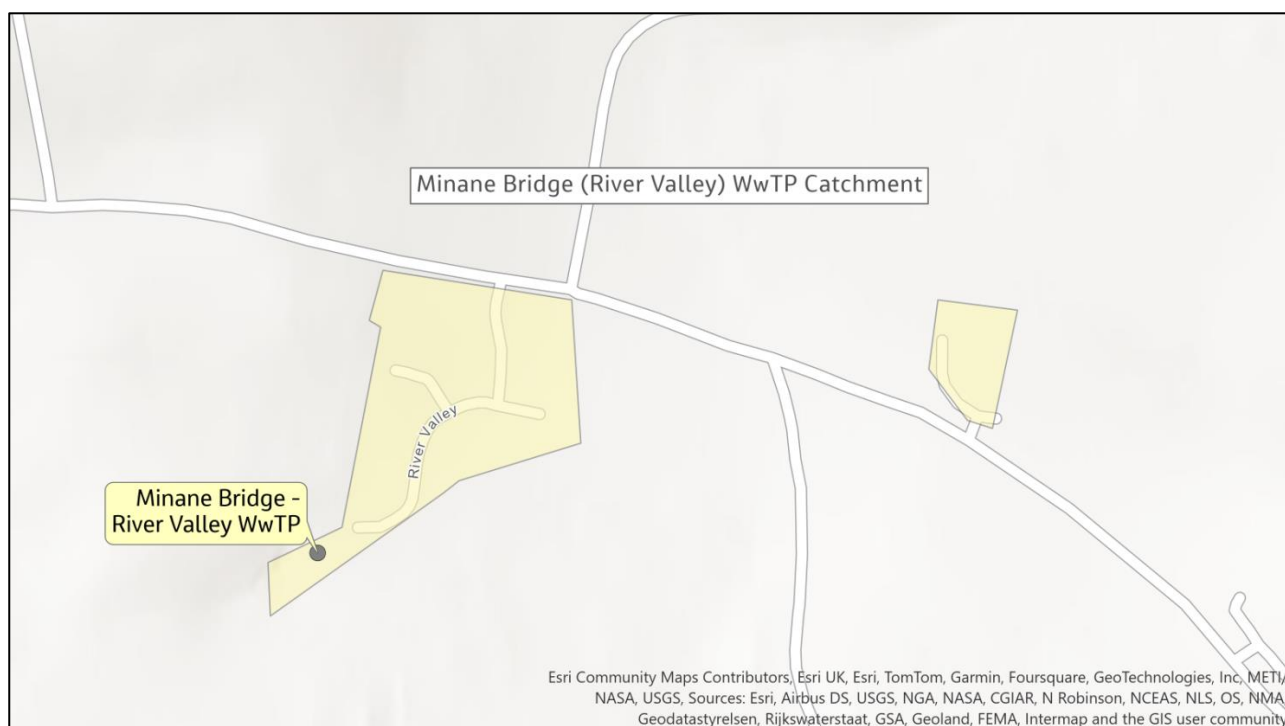 Minane Bridge (River Valley) WwTP Catchment
River Valley
Minane Bridge -
River Valley WwTP
Esri Community Maps Contributors, Esri UK, Esri, TomTom, Garmin, Foursquare, GeoTechnologies, Inc, METI/
NASA, USGS, Sources: Esri, Airbus DS, USGS, NGA, NASA, CGIAR, N Robinson, NCEAS, NLS, OS, NMA,
Geodatastyrelsen, Rijkswaterstaat, GSA, Geoland, FEMA, Intermap and the GIS user community